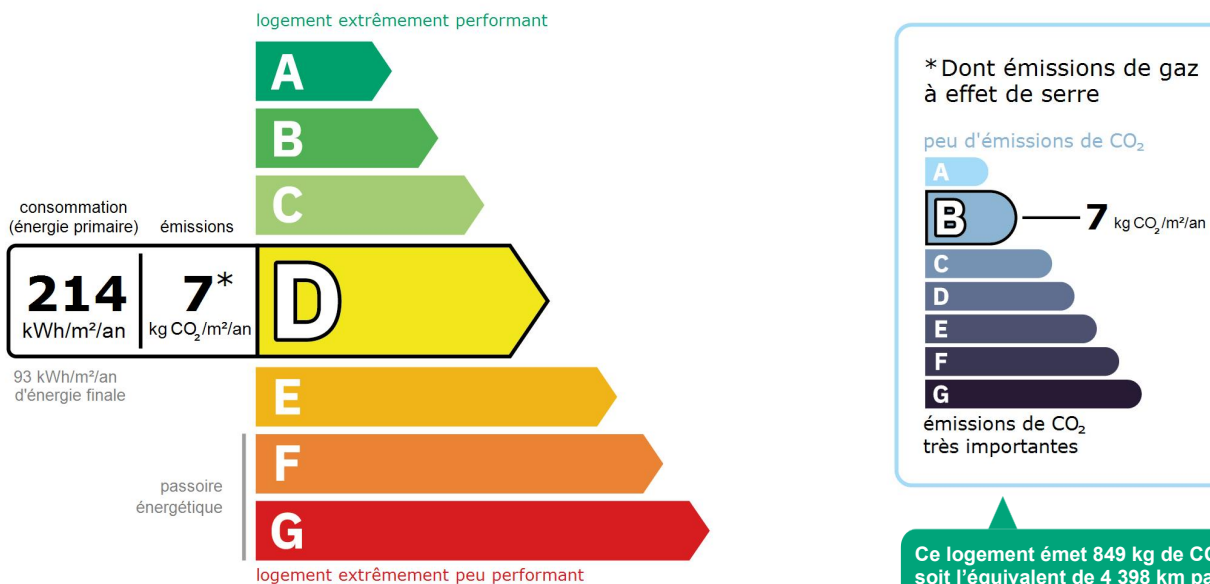 logement extrêmement performant
A
B
C
consommation
(énergie primaire)
émissions
214
kWh/m²/an
7*
kg CO₂/m²/an
D
93 kWh/m²/an
d'énergie finale
E
F
passoire
énergétique
G
logement extrêmement peu performant
*Dont émissions de gaz
à effet de serre
peu d'émissions de CO₂
A
B
7 kg CO₂/m²/an
C
D
E
F
G
émissions de CO₂
très importantes
Ce logement émet 849 kg de
soit l'équivalent de 4 398 km